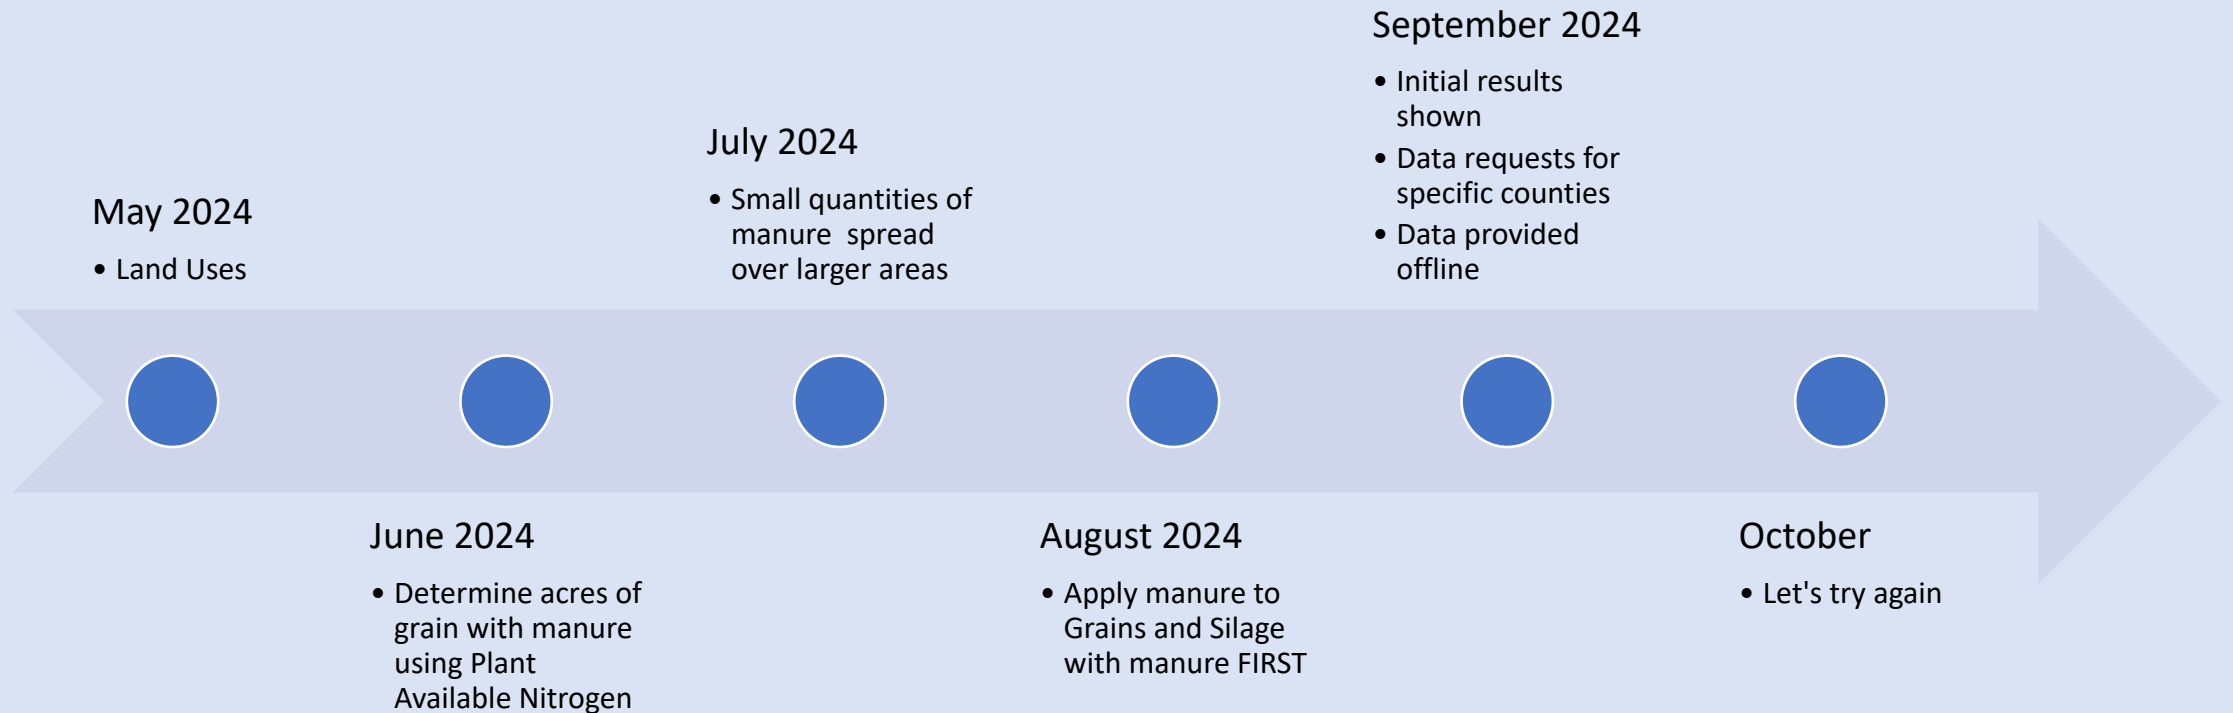 May 2024
• Land Uses
June 2024
• Determine acres of
grain with manure
using Plant
Available Nitrogen
July 2024
• Small quantities of
manure  spread
over larger areas
August 2024
• Apply manure to
Grains and Silage
with manure FIRST
September 2024
• Initial results
shown
• Data requests for
specific counties
• Data provided
offline
October
• Let's try again